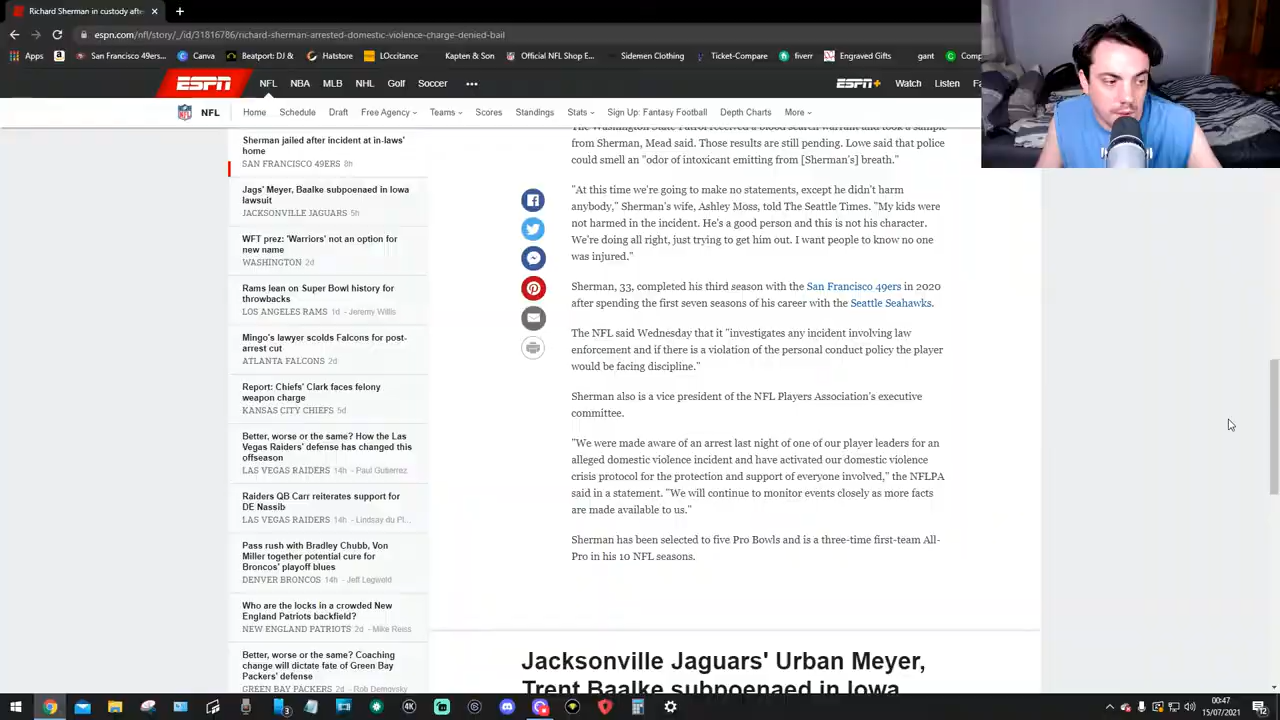 Richard Sherman in custody afte
espn.com/nfl/story/_/id/31816786/richard-sherman-arrested-domestic-violence-charge-denied-bail
Apps
San Francisco 49ers...
Canva
Beatport: DJ &
Hatstore
LOccitance
Kapten & Son
Official NFL Shop E...
Sidemen Clothing
Ticket-Compare
fiverr
Engraved Gifts
gant
Comp
ESPN
NFL
NBA
MLB
NHL
Golf
Soccer
•••
ESPN+
Watch
Listen
NFL
Home
Schedule
Draft
Free Agency
Teams
Scores
Standings
Stats
Sign Up: Fantasy Football
Depth Charts
More
Sherman jailed after incident at in-laws'
home
SAN FRANCISCO 49ERS 8h
Jags' Meyer, Baalke subpoenaed in Iowa
lawsuit
JACKSONVILLE JAGUARS 5h
WFT prez: 'Warriors' not an option for
new name
WASHINGTON 2d
Rams lean on Super Bowl history for
throwbacks
LOS ANGELES RAMS 1d - Jeremy Willis
Mingo's lawyer scolds Falcons for post-
arrest cut
ATLANTA FALCONS 2d
Report: Chiefs' Clark faces felony
weapon charge
KANSAS CITY CHIEFS 5d
Better, worse or the same? How the Las
Vegas Raiders' defense has changed this
offseason
LAS VEGAS RAIDERS 14h - Paul Gutierrez
Raiders QB Carr reiterates support for
DE Nassib
LAS VEGAS RAIDERS 14h - Lindsay du Pl...
Pass rush with Bradley Chubb, Von
Miller together potential cure for
Broncos' playoff blues
DENVER BRONCOS 14h - Jeff Legwold
Who are the locks in a crowded New
England Patriots backfield?
NEW ENGLAND PATRIOTS 2d - Mike Reiss
Better, worse or the same? Coaching
change will dictate fate of Green Bay
Packers' defense
GREEN BAY PACKERS 2d - Rob Demovsky
The Washington State Patrol received a blood search warrant and took a sample
from Sherman, Mead said. Those results are still pending. Lowe said that police
could smell an "odor of intoxicant emitting from [Sherman's] breath."
"At this time we're going to make no statements, except he didn't harm
anybody," Sherman's wife, Ashley Moss, told The Seattle Times. "My kids were
not harmed in the incident. He's a good person and this is not his character.
We're doing all right, just trying to get him out. I want people to know no one
was injured."
Sherman, 33, completed his third season with the San Francisco 49ers in 2020
after spending the first seven seasons of his career with the Seattle Seahawks.
The NFL said Wednesday that it "investigates any incident involving law
enforcement and if there is a violation of the personal conduct policy the player
would be facing discipline."
Sherman also is a vice president of the NFL Players Association's executive
committee.
"We were made aware of an arrest last night of one of our player leaders for an
alleged domestic violence incident and have activated our domestic violence
crisis protocol for the protection and support of everyone involved," the NFLPA
said in a statement. "We will continue to monitor events closely as more facts
are made available to us."
Sherman has been selected to five Pro Bowls and is a three-time first-team All-
Pro in his 10 NFL seasons.
Jacksonville Jaguars' Urban Meyer,
Trent Baalke subpoenaed in Iowa
00:47
15/07/2021